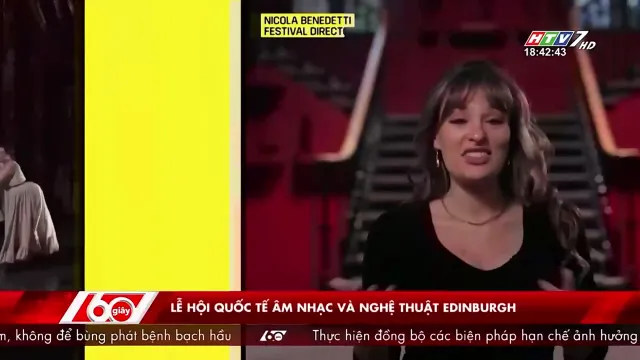 NICOLA BENEDETTI
FESTIVAL DIRECT
HTV7 HD
18:42:43
60 giây
LỄ HỘI QUỐC TẾ ÂM NHẠC VÀ NGHỆ THUẬT EDINBURGH
m, không để bùng phát bệnh bạch hầu 60 giây Thực hiện đồng bộ các biện pháp hạn chế ảnh hưởng